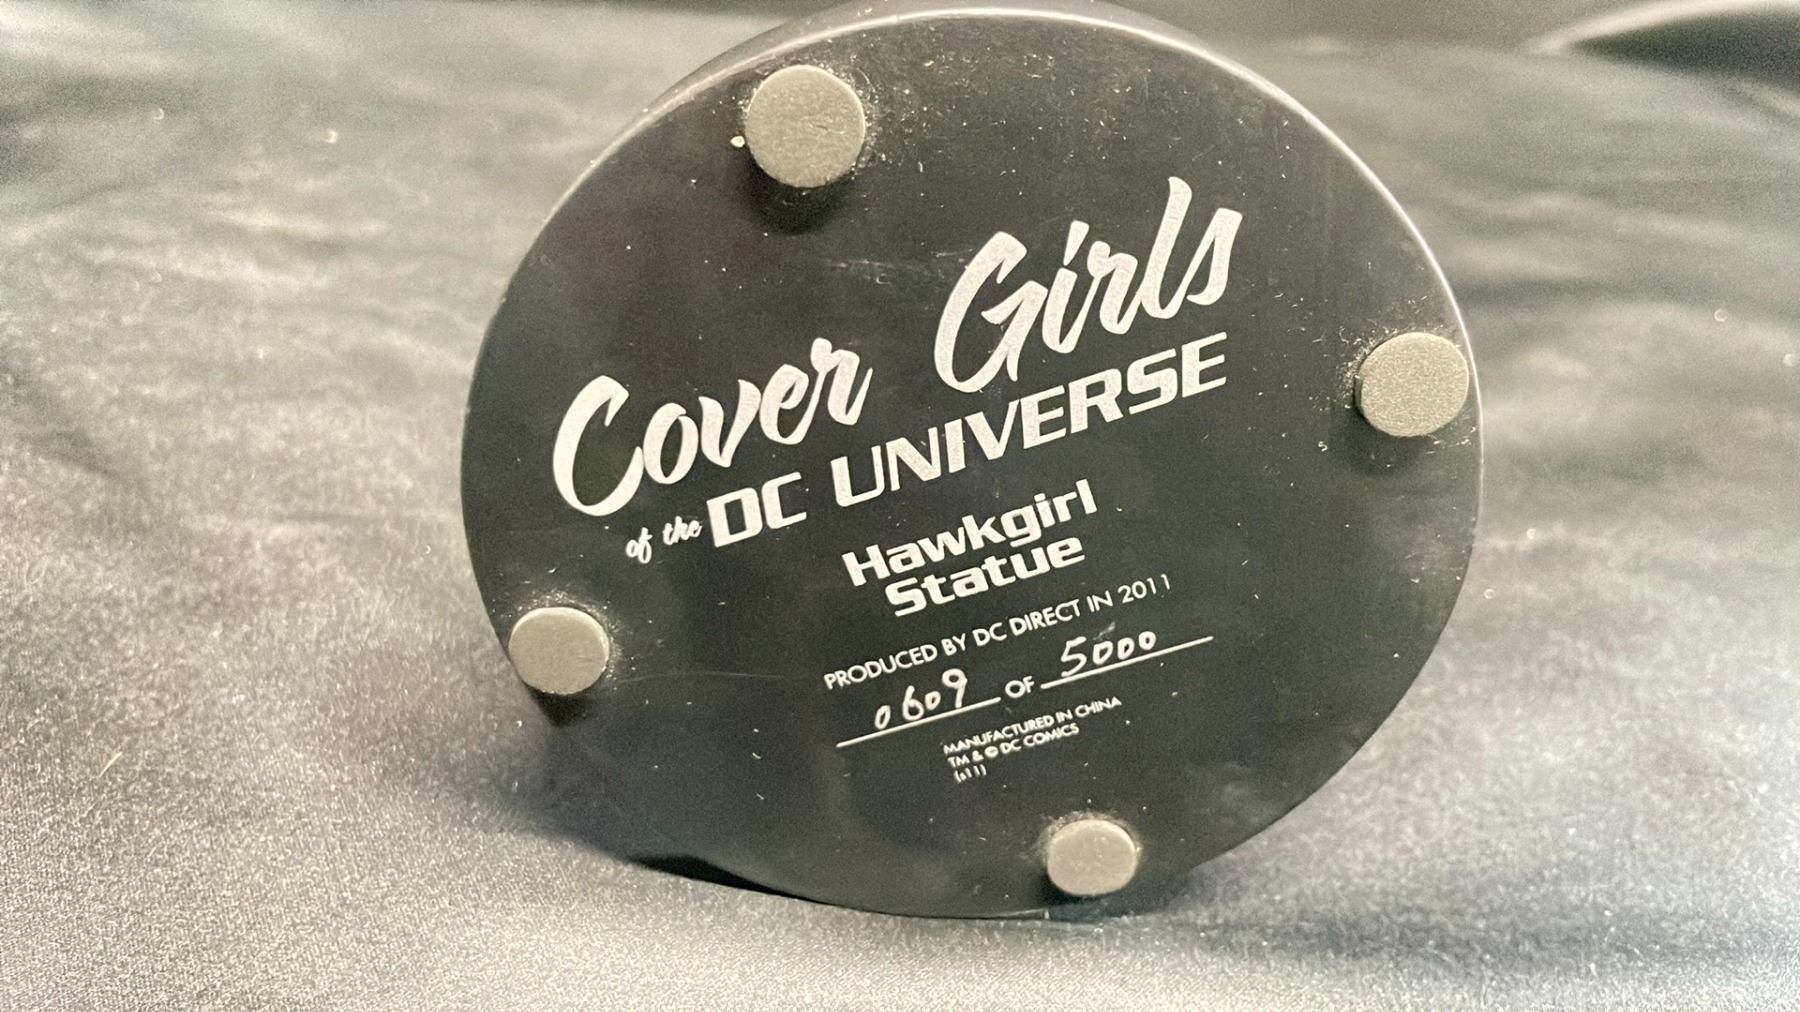 Cover Girls
of the DC UNIVERSE
Hawkgirl
Statue
PRODUCED BY DC DIRECT IN 2011
0609 OF 5000
MANUFACTURED IN CHINA
TM & © DC COMICS
(s11)